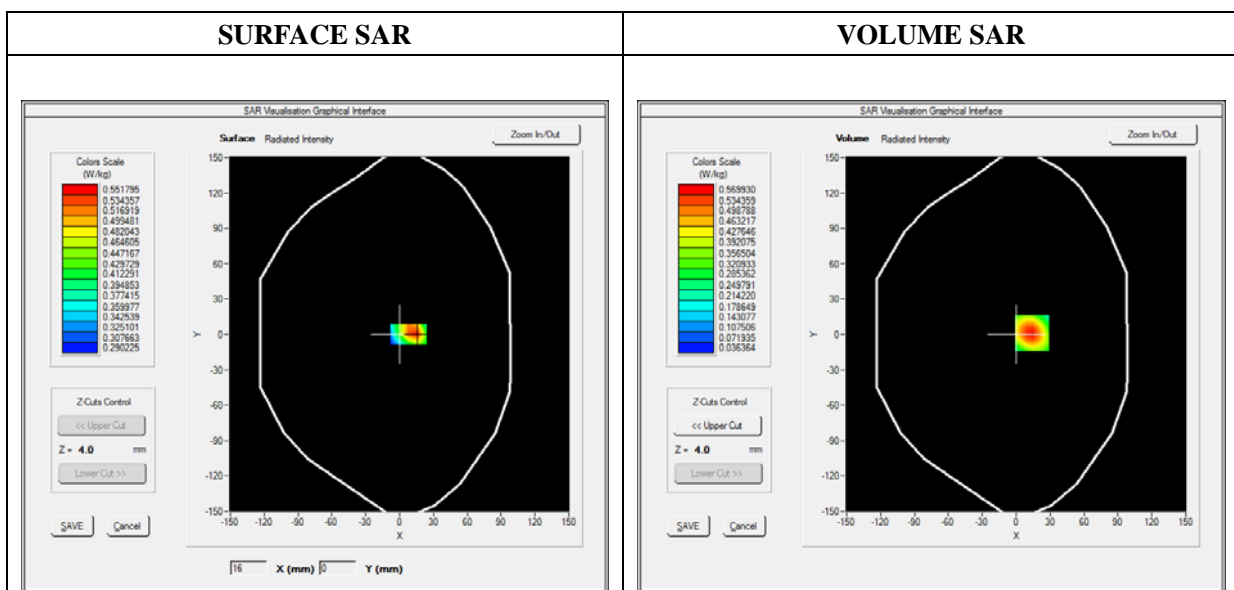 SURFACE SAR
VOLUME SAR
SAR Visualisation Graphical Interface
Surface Radiated Intensity
Zoom In/Out
Colors Scale
(W/kg)
0.551795
0.534357
0.516919
0.499481
0.482043
0.464605
0.447167
0.429729
0.412291
0.394853
0.377415
0.359977
0.342539
0.325101
0.307663
0.290225
Z-Cuts Control
<< Upper Cut
Z = 4.0 mm
Lower Cut >>
SAVE Cancel
150
120
90
60
30
0
-30
-60
-90
-120
-150
Y
-150 -120 -90 -60 -30 0 30 60 90 120 150
X
16 X (mm) 0 Y (mm)
SAR Visualisation Graphical Interface
Volume Radiated Intensity
Zoom In/Out
Colors Scale
(W/kg)
0.569930
0.534359
0.498788
0.463217
0.427646
0.392075
0.356504
0.320933
0.285362
0.249791
0.214220
0.178649
0.143077
0.107506
0.071935
0.036364
Z-Cuts Control
<< Upper Cut
Z = 4.0 mm
Lower Cut >>
SAVE Cancel
150
120
90
60
30
0
-30
-60
-90
-120
-150
Y
-150 -120 -90 -60 -30 0 30 60 90 120 150
X